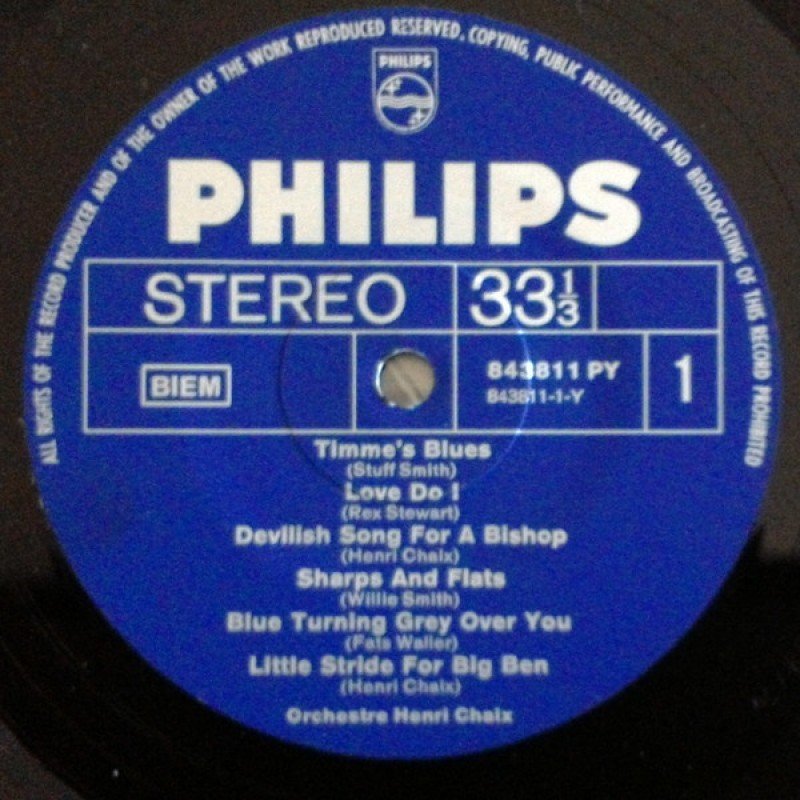 ALL RIGHTS OF THE RECORD PRODUCER AND OF THE OWNER OF THE WORK REPRODUCED RESERVED. COPYING, PUBLIC PERFORMANCE AND BROADCASTING OF THIS RECORD PROHIBITED
PHILIPS
PHILIPS
STEREO 33 1/3
BIEM 843811 PY 1
843811-1-Y
Timme's Blues
(Stuff Smith)
Love Do I
(Rex Stewart)
Devilish Song For A Bishop
(Henri Chaix)
Sharps And Flats
(Willie Smith)
Blue Turning Grey Over You
(Fats Waller)
Little Stride For Big Ben
(Henri Chaix)
Orchestre Henri Chaix